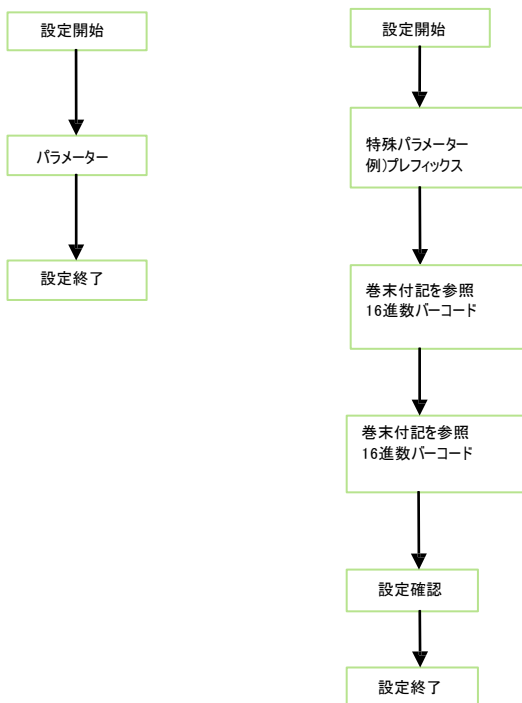 設定開始
パラメーター
設定終了
設定開始
特殊パラメーター
例)プレフィックス
巻末付記を参照
16進数バーコード
巻末付記を参照
16進数バーコード
設定確認
設定終了